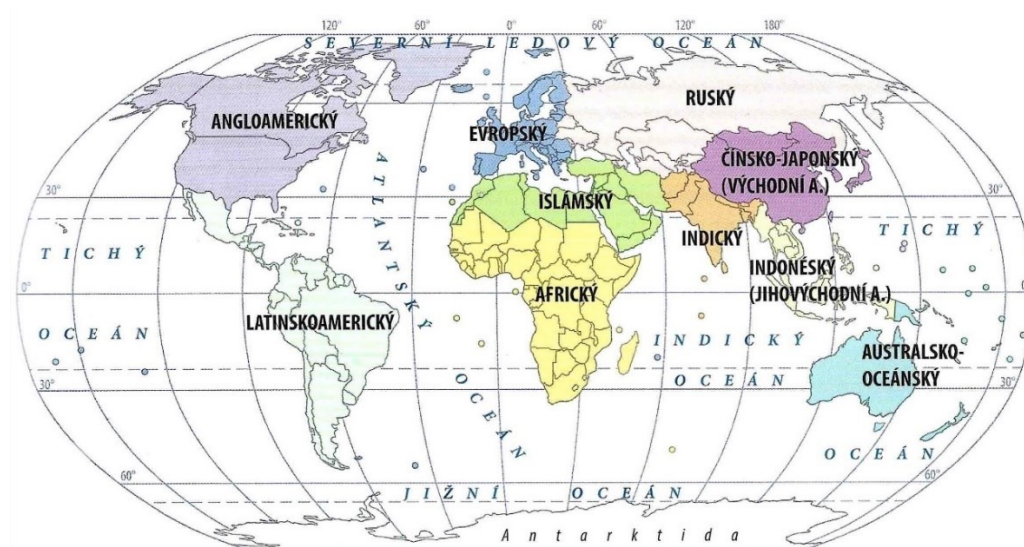 120° 60° 0° 60° 120° 180°
SEVERNÍ LEDOVÝ OCEÁN
RUSKÝ
ANGLOAMERICKÝ
EVROPSKÝ
ČÍNSKO-JAPONSKÝ
(VÝCHODNÍ A.)
ATLANTSKÝ
OCEÁN
30°
30°
ISLÁMSKÝ
TICHÝ
OCEÁN
INDICKÝ
TICHÝ
INDONÉSKÝ
(JIHOVÝCHODNÍ A.)
0°
0°
AFRICKÝ
LATINSKOAMERICKÝ
INDICKÝ
OCEÁN
AUSTRALSKO-
OCEÁNSKÝ
30°
30°
OCEÁN
60°
60°
JIŽNÍ OCEÁN
Antarktida